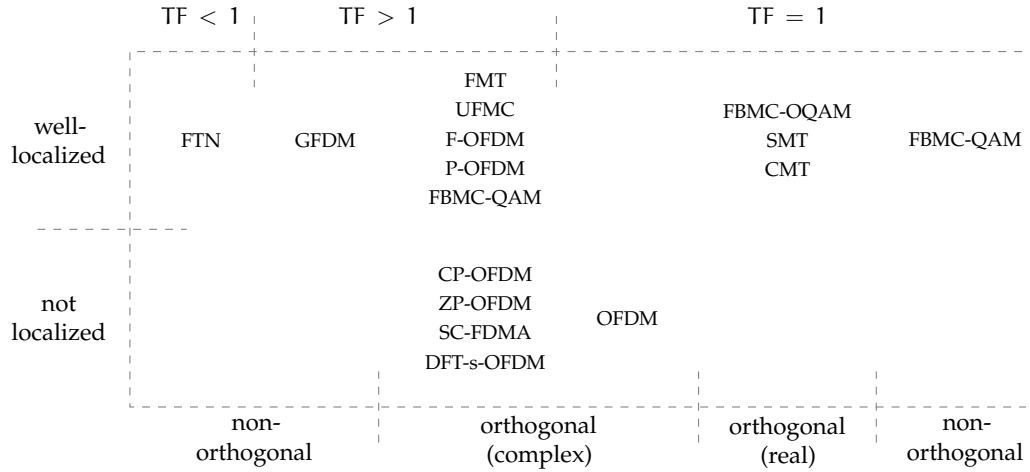 TF < 1
TF > 1
TF = 1
well-
localized
FTN
GFDM
FMT
UFMC
F-OFDM
P-OFDM
FBMC-QAM
FBMC-OQAM
SMT
CMT
FBMC-QAM
not
localized
CP-OFDM
ZP-OFDM
SC-FDMA
DFT-s-OFDM
OFDM
non-
orthogonal
orthogonal
(complex)
orthogonal
(real)
non-
orthogonal